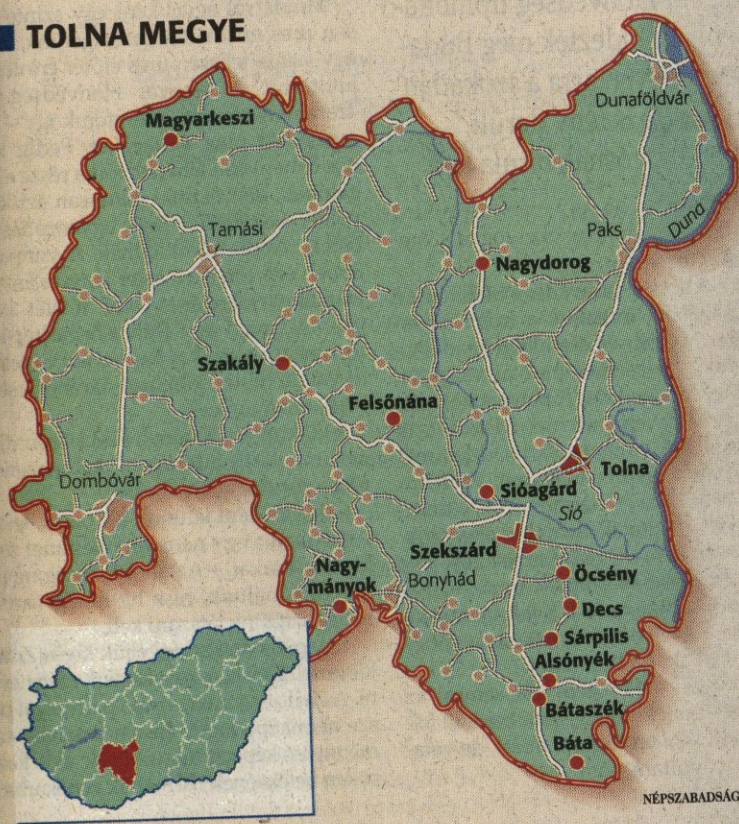 TOLNA MEGYE
Dunaföldvár
Magyarkeszi
Duna
Tamási
Paks
Nagydorog
Szakály
Felsőnána
Tolna
Dombóvár
Sióagárd
Sió
Szekszárd
Nagy-
mányok
Bonyhád
Öcsény
Decs
Sárpilis
Alsónyék
Bátaszék
Báta
NÉPSZABADSÁG